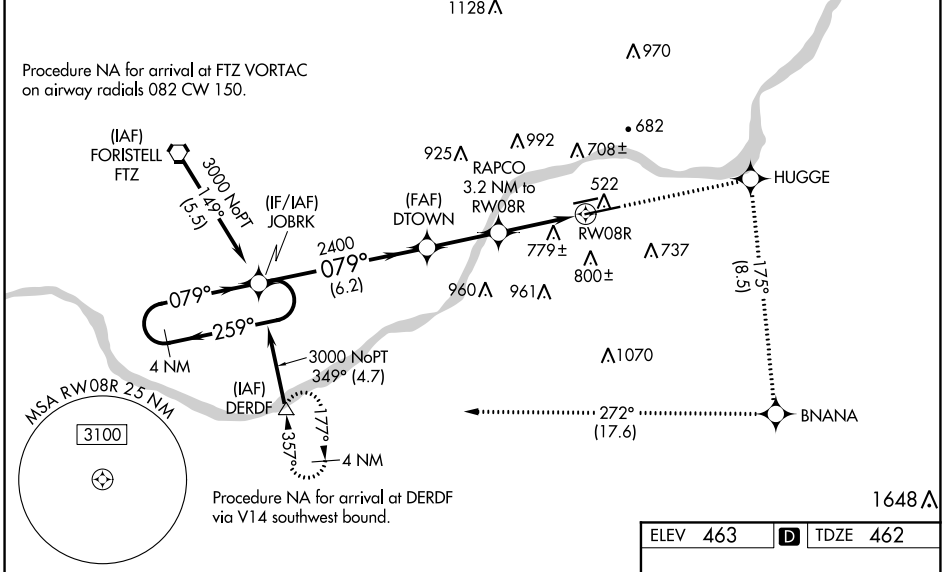 1128
970
Procedure NA for arrival at FTZ VORTAC
on airway radials 082 CW 150.
682
(IAF)
FORISTELL
FTZ
992
925
708±
RAPCO
3.2 NM to
RW08R
3000 NoPT
149°
(5.5)
HUGGE
522
(FAF)
DTOWN
(IF/IAF)
JOBRK
RW08R
2400
079°
(6.2)
779±
737
800±
079°
960
961
175°
(8.5)
259°
4 NM
3000 NoPT
349° (4.7)
1070
MSA RW08R 25 NM
3100
(IAF)
DERDF
272°
(17.6)
BNANA
177°
357°
4 NM
Procedure NA for arrival at DERDF
via V14 southwest bound.
1648
ELEV 463 D TDZE 462